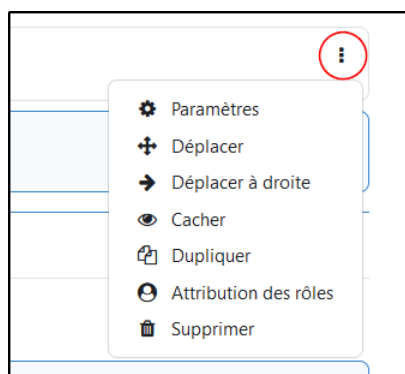 Paramètres
Déplacer
Déplacer à droite
Cacher
Dupliquer
Attribution des rôles
Supprimer